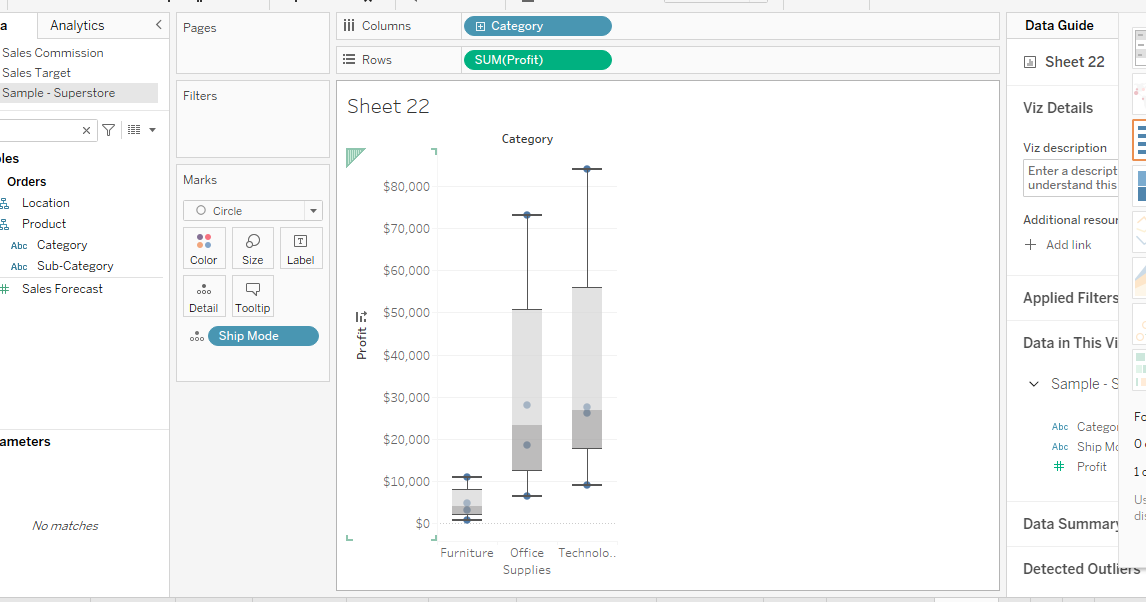 a
Analytics
Sales Commission
Sales Target
Sample - Superstore
les
Orders
Location
Product
Abc Category
Abc Sub-Category
# Sales Forecast
ameters
No matches
Pages
Filters
Marks
Circle
Color Size Label
Detail Tooltip
Ship Mode
Columns Category
Rows SUM(Profit)
Sheet 22
Category
$80,000
$70,000
$60,000
$50,000
$40,000
$30,000
$20,000
$10,000
$0
Profit
Furniture Office Technolo..
Supplies
Data Guide
Sheet 22
Viz Details
Viz description
Enter a descript
understand this
Additional resour
+ Add link
Applied Filters
Data in This Vi
Sample - S
Abc Catego
Abc Ship Mo
# Profit
Data Summary
Detected Outliers
Fo
0
1 o
Us
dis